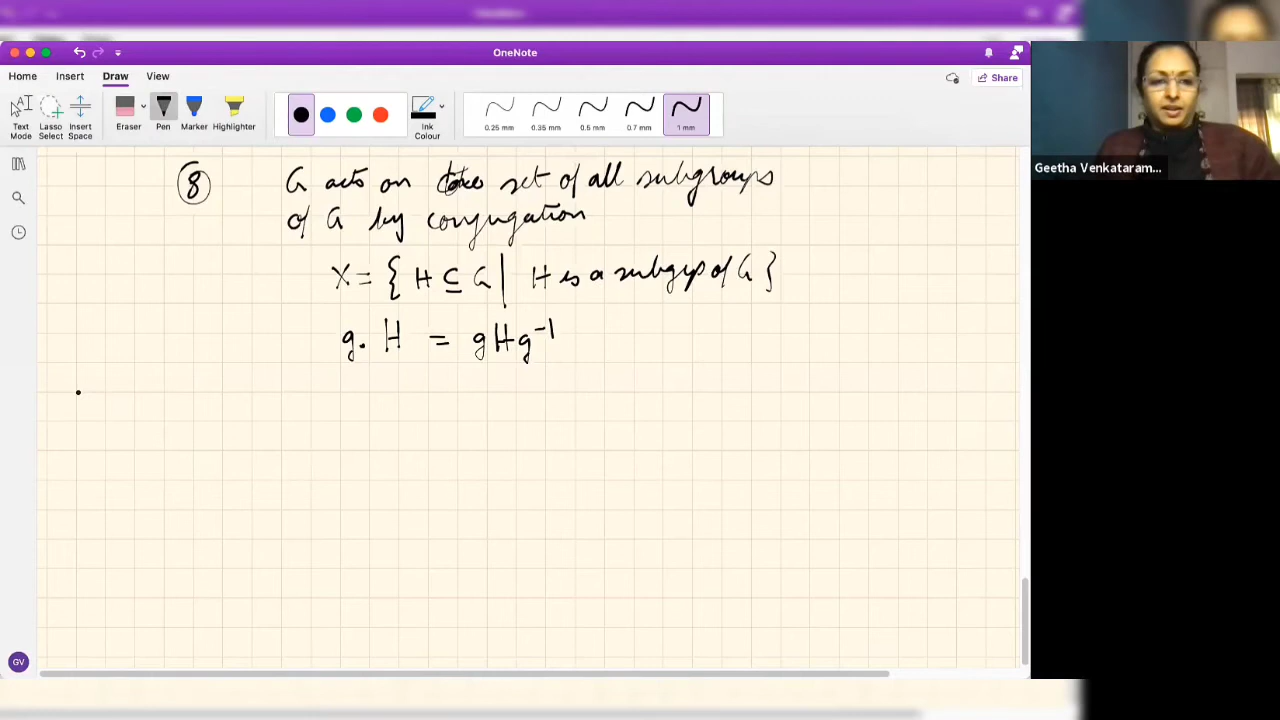 OneNote
Home Insert Draw View
Share
Text Mode
Lasso Select
Insert Space
Eraser
Pen
Marker
Highlighter
Ink Colour
0.25 mm
0.35 mm
0.5 mm
0.7 mm
1 mm
Geetha Venkataram...
⑧ G acts on the set of all subgroups
of G by conjugation
X = { H ⊆ G | H is a subgrp of G }
g. H = gHg⁻¹
GV